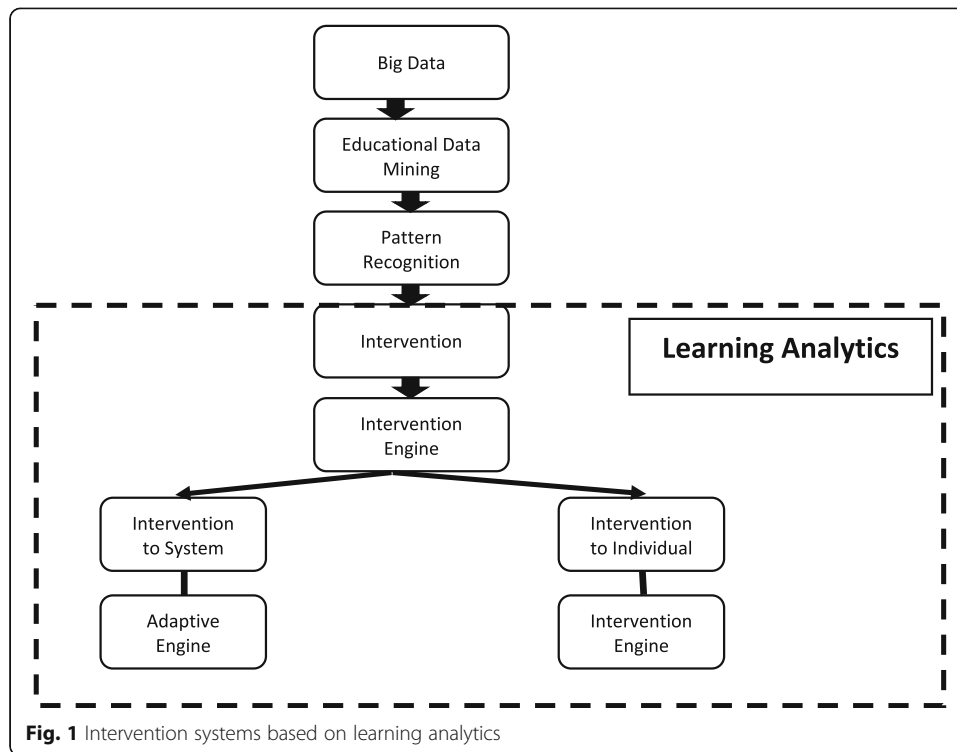 Big Data
Educational Data
Mining
Pattern
Recognition
Intervention
Learning Analytics
Intervention
Engine
Intervention
to System
Intervention
to Individual
Adaptive
Engine
Intervention
Engine
Fig. 1 Intervention systems based on learning analytics